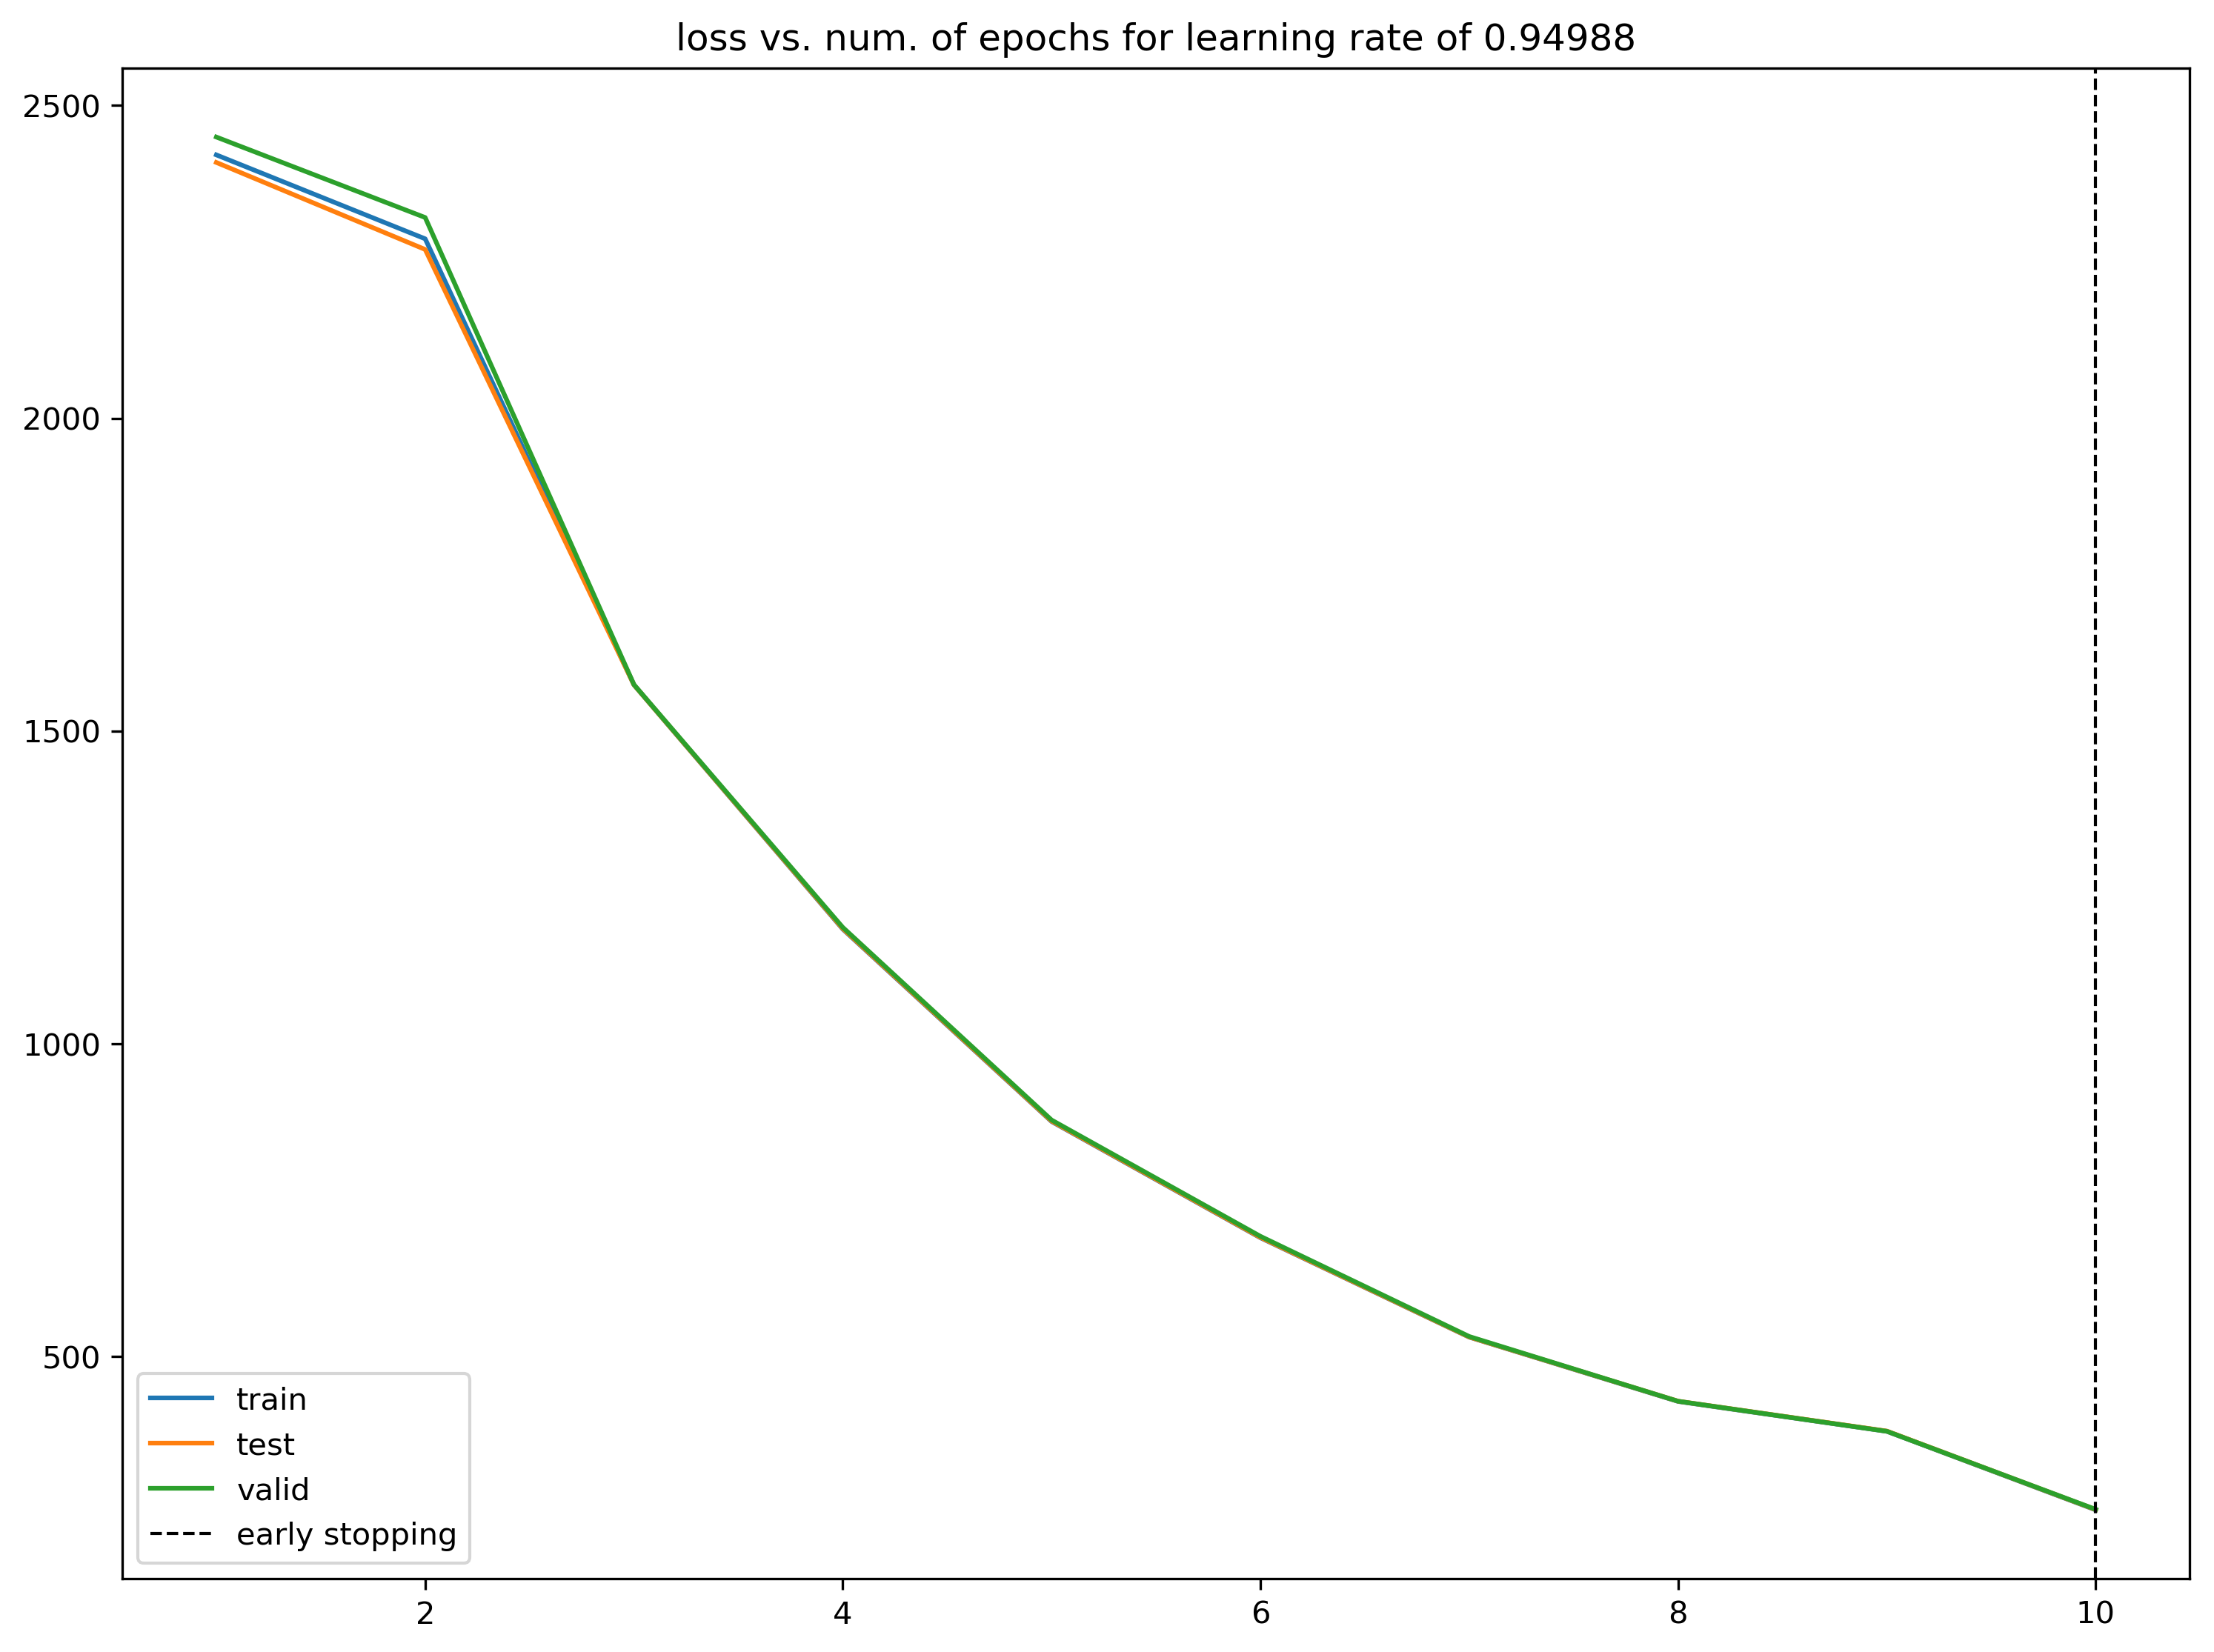 loss vs. num. of epochs for learning rate of 0.94988
2500
2000
1500
1000
500
train
test
valid
early stopping
2 4 6 8 10